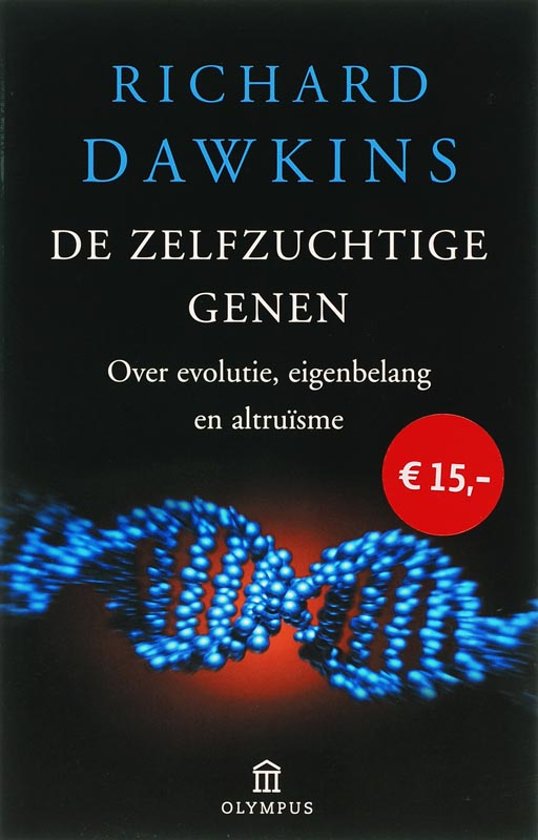 RICHARD
DAWKINS
DE ZELFZUCHTIGE
GENEN
Over evolutie, eigenbelang
en altruïsme
€ 15,-
OLYMPUS